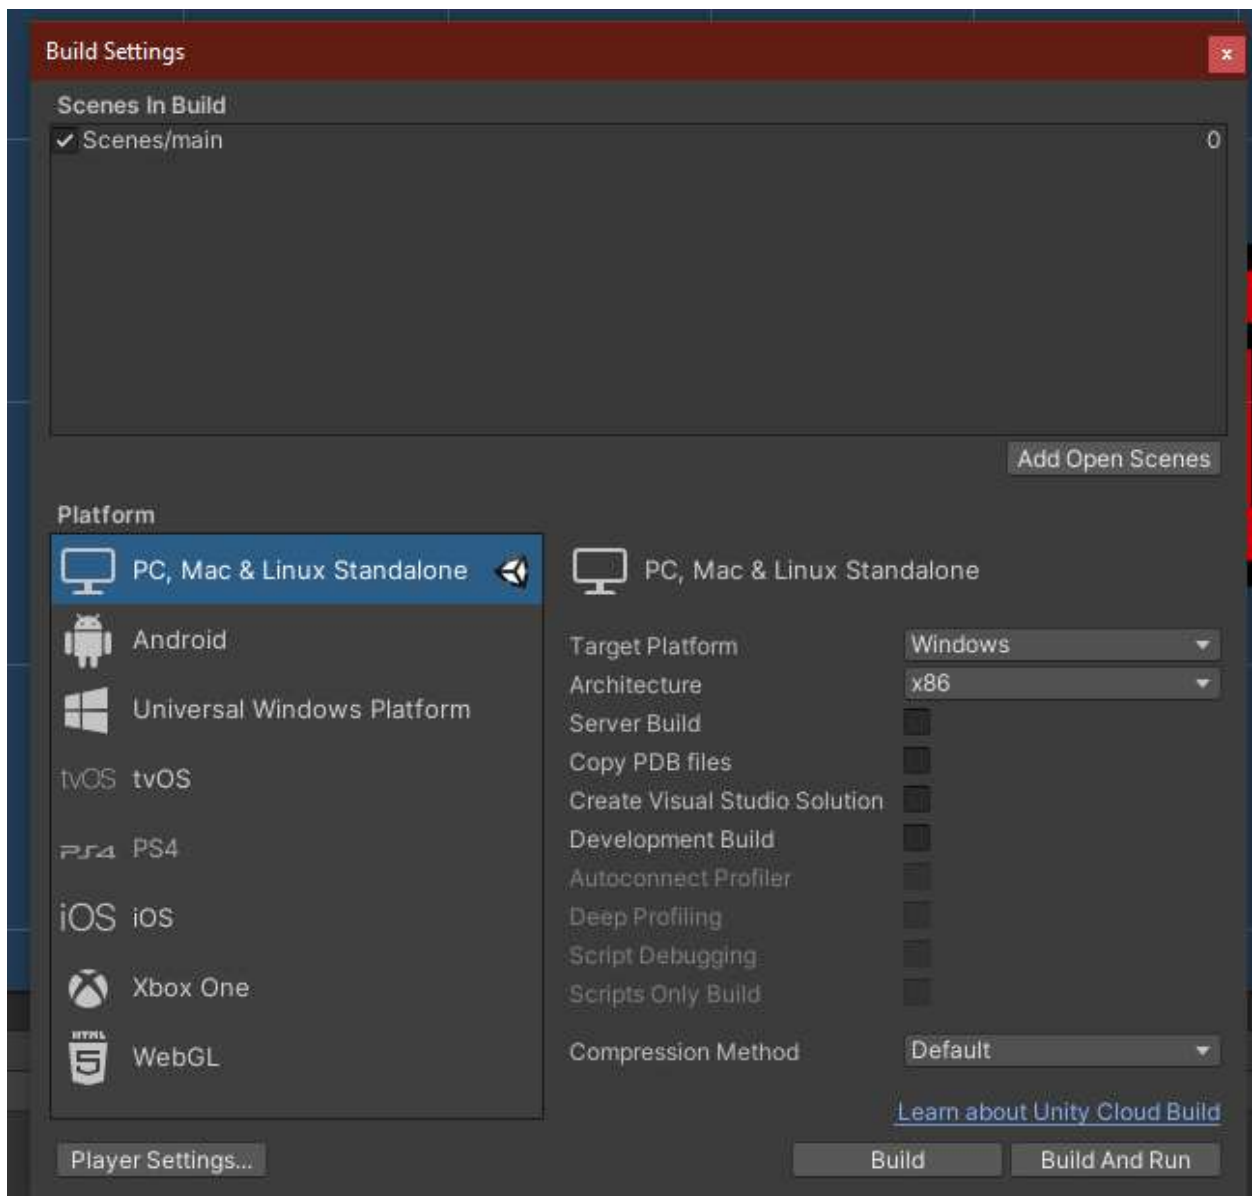 Build Settings
x
Scenes In Build
Scenes/main 0
Add Open Scenes
Platform
PC, Mac & Linux Standalone
Android
Universal Windows Platform
tvOS tvOS
PS4 PS4
iOS iOS
Xbox One
HTML 5 WebGL
PC, Mac & Linux Standalone
Target Platform Windows
Architecture x86
Server Build
Copy PDB files
Create Visual Studio Solution
Development Build
Autoconnect Profiler
Deep Profiling
Script Debugging
Scripts Only Build
Compression Method Default
Learn about Unity Cloud Build
Player Settings... Build Build And Run